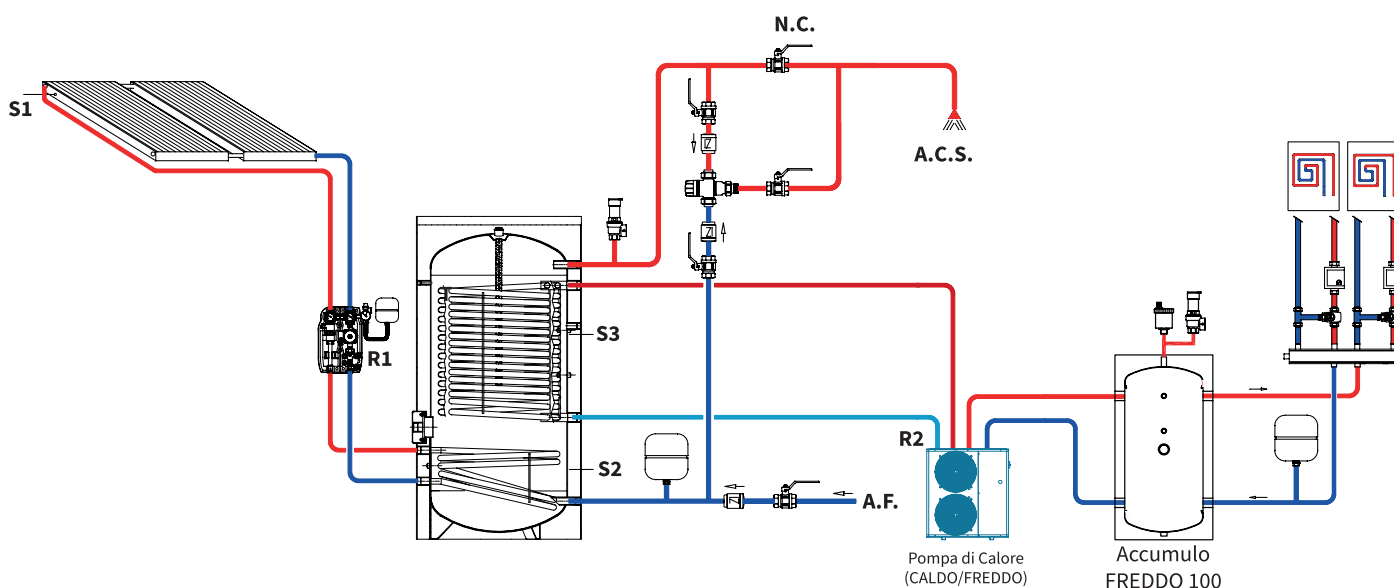 N.C.
S1
A.C.S.
S3
R1
R2
S2
A.F.
Pompa di Calore
(CALDO/FREDDO)
Accumulo
FREDDO 100